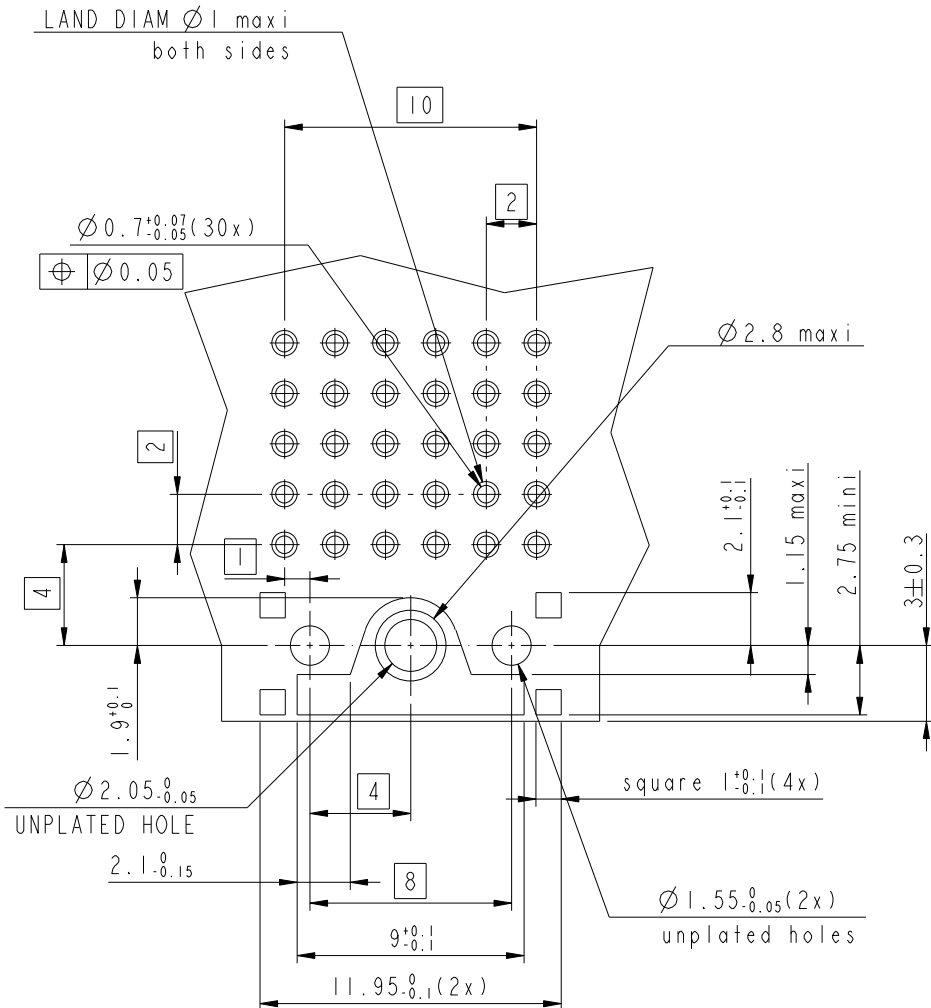 LAND DIAM Ø1 maxi
both sides
10
2
Ø0.7+0.07-0.05(30x)
⌖ Ø0.05
Ø2.8 maxi
2
1
4
2.1+0.1-0.1
1.15 maxi
2.75 mini
3±0.3
1.9+0.1 0
Ø2.05 0-0.05
UNPLATED HOLE
4
square 1+0.1-0.1(4x)
2.1 0-0.15
8
Ø1.55 0-0.05(2x)
unplated holes
9+0.1-0.1
11.95 0-0.1(2x)